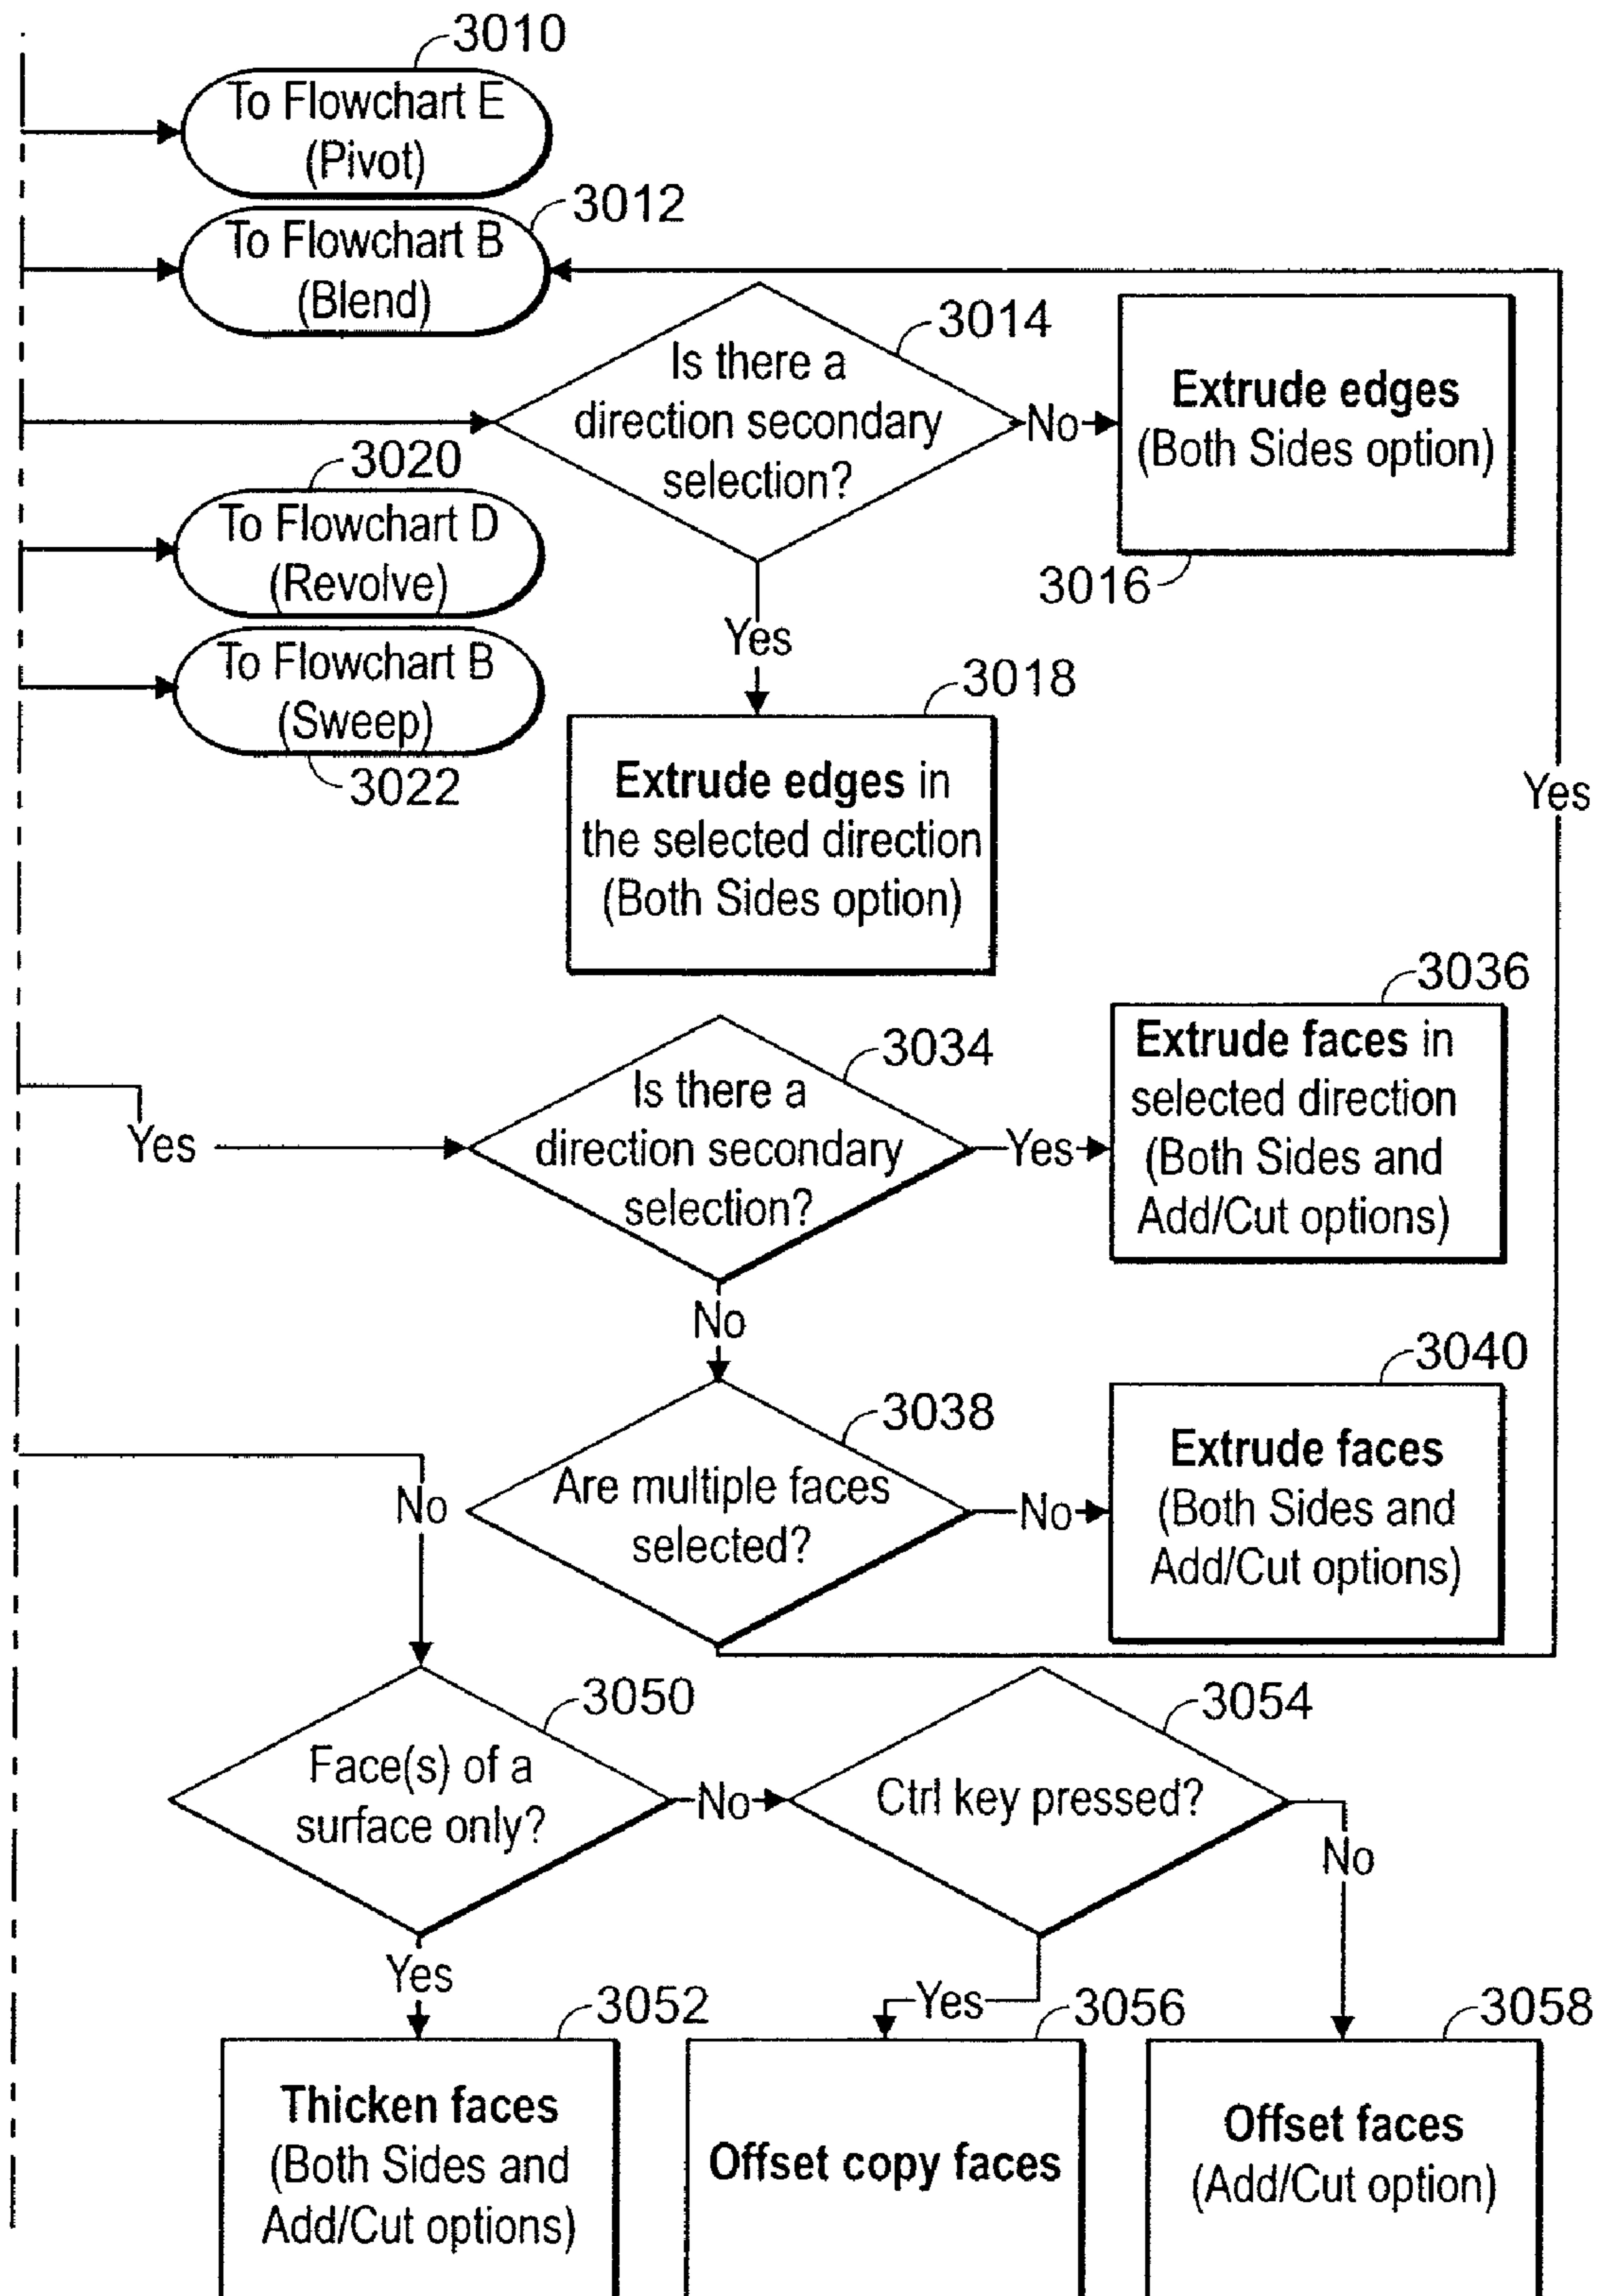 3010
To Flowchart E
(Pivot)
3012
To Flowchart B
(Blend)
3014
Is there a
direction secondary
selection?
No
Extrude edges
(Both Sides option)
3016
3020
To Flowchart D
(Revolve)
Yes
To Flowchart B
(Sweep)
3022
3018
Extrude edges in
the selected direction
(Both Sides option)
Yes
3034
Is there a
direction secondary
selection?
Yes
Yes
3036
Extrude faces in
selected direction
(Both Sides and
Add/Cut options)
No
3038
Are multiple faces
selected?
No
3040
Extrude faces
(Both Sides and
Add/Cut options)
No
3050
Face(s) of a
surface only?
No
3054
Ctrl key pressed?
No
Yes
Yes
3052
Thicken faces
(Both Sides and
Add/Cut options)
3056
Offset copy faces
3058
Offset faces
(Add/Cut option)